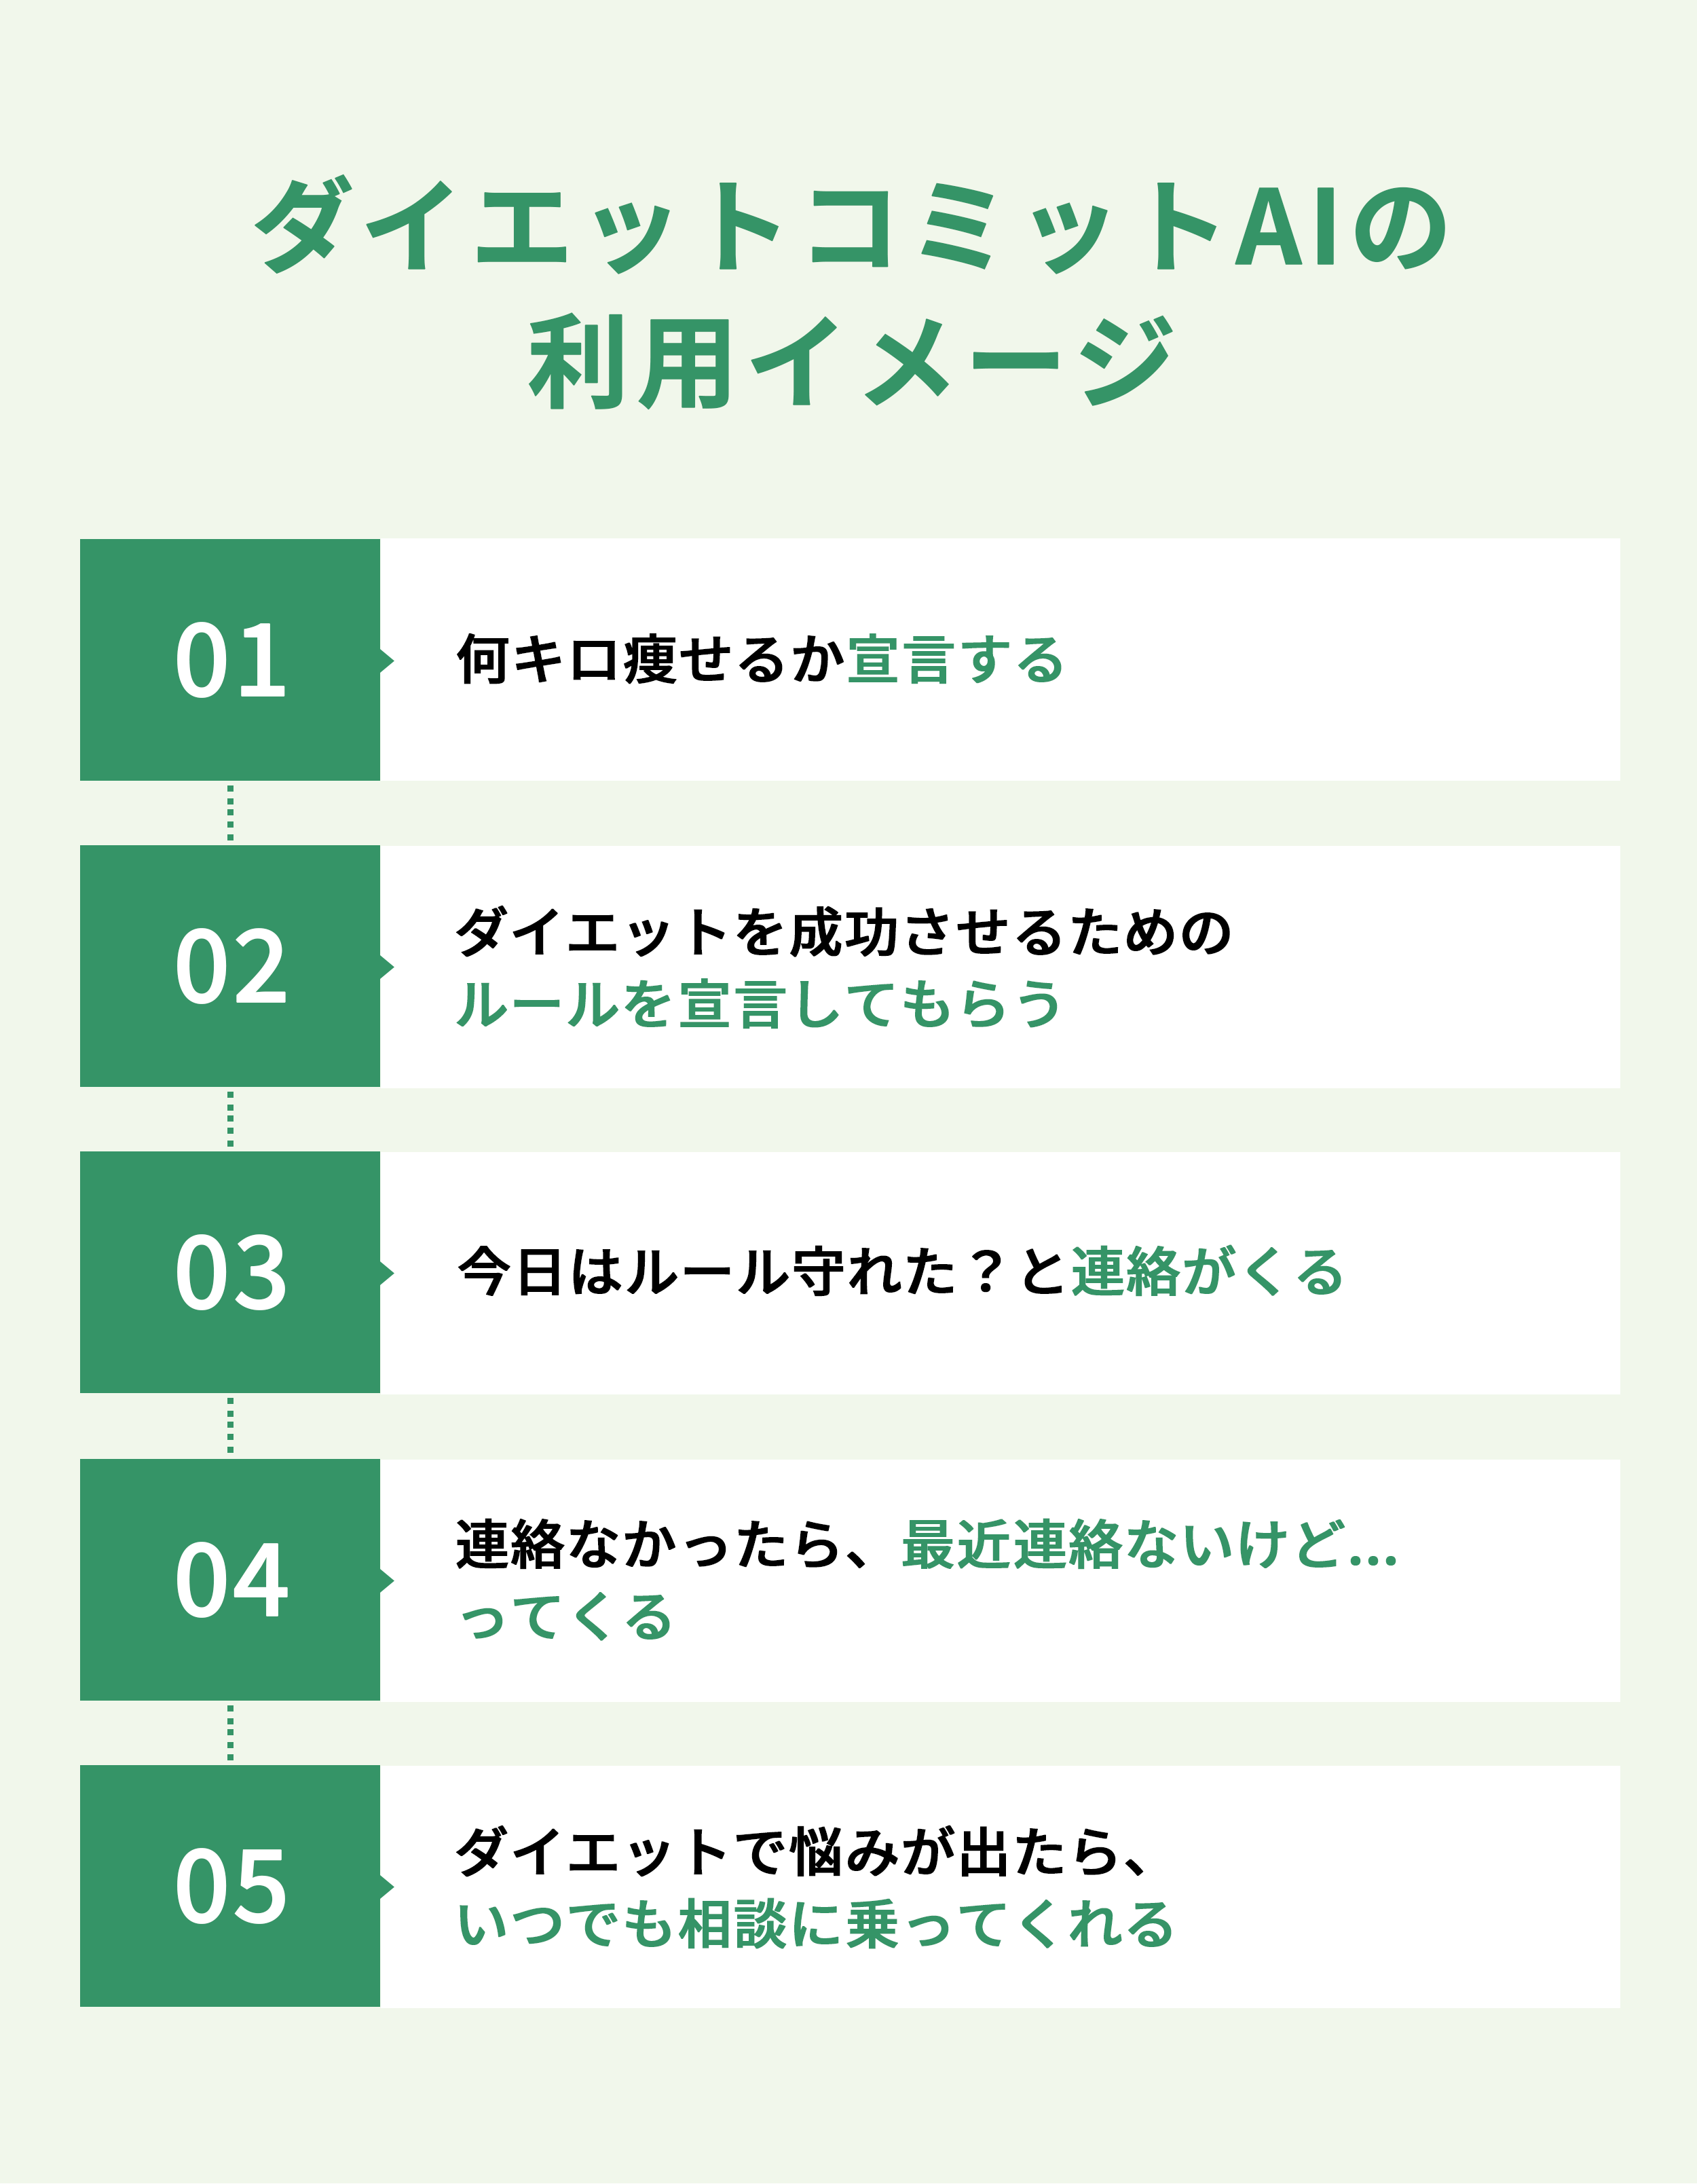 ダイエットコミットAIの
利用イメージ
01
何キロ痩せるか宣言する
02
ダイエットを成功させるための
ルールを宣言してもらう
03
今日はルール守れた？と連絡がくる
04
連絡なかったら、最近連絡ないけど...
ってくる
05
ダイエットで悩みが出たら、
いつでも相談に乗ってくれる